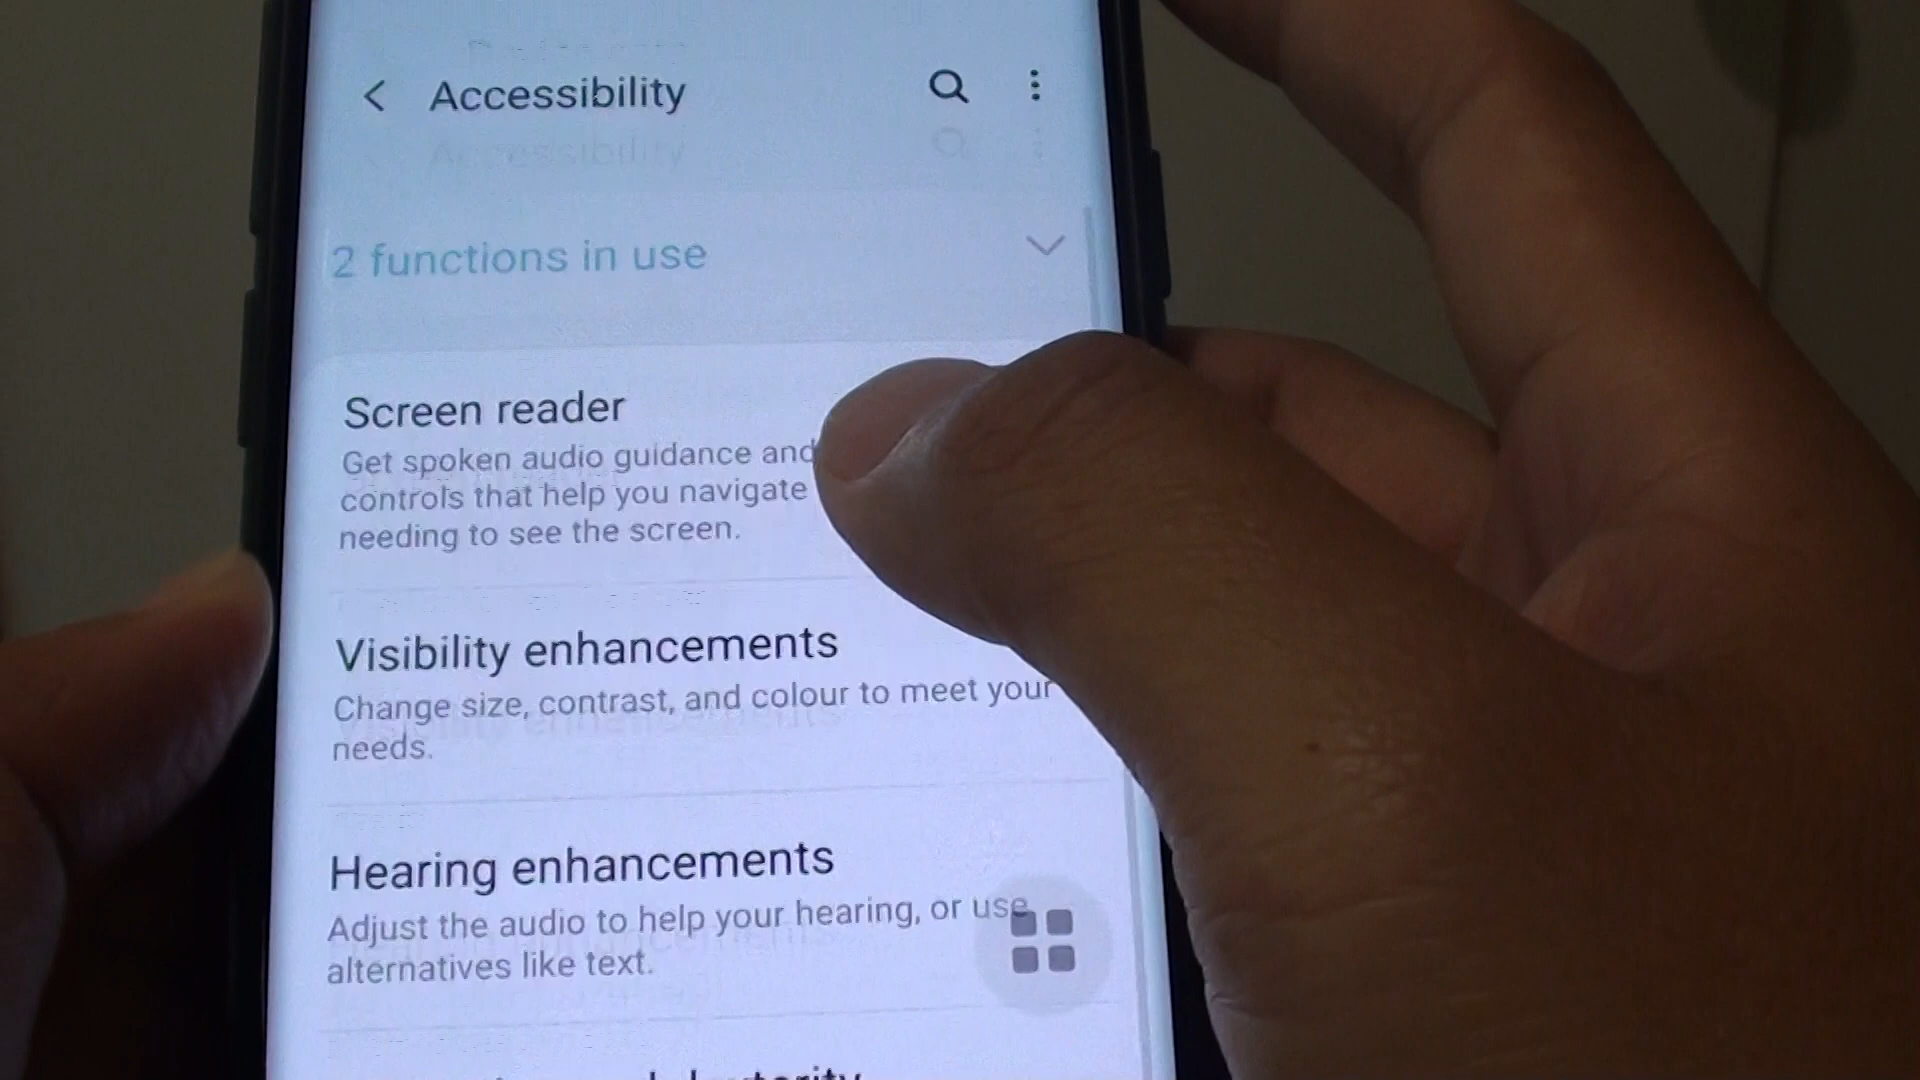 Accessibility
2 functions in use
Screen reader
Get spoken audio guidance and
controls that help you navigate
needing to see the screen.
Visibility enhancements
Change size, contrast, and colour to meet your
needs.
Hearing enhancements
Adjust the audio to help your hearing, or use
alternatives like text.